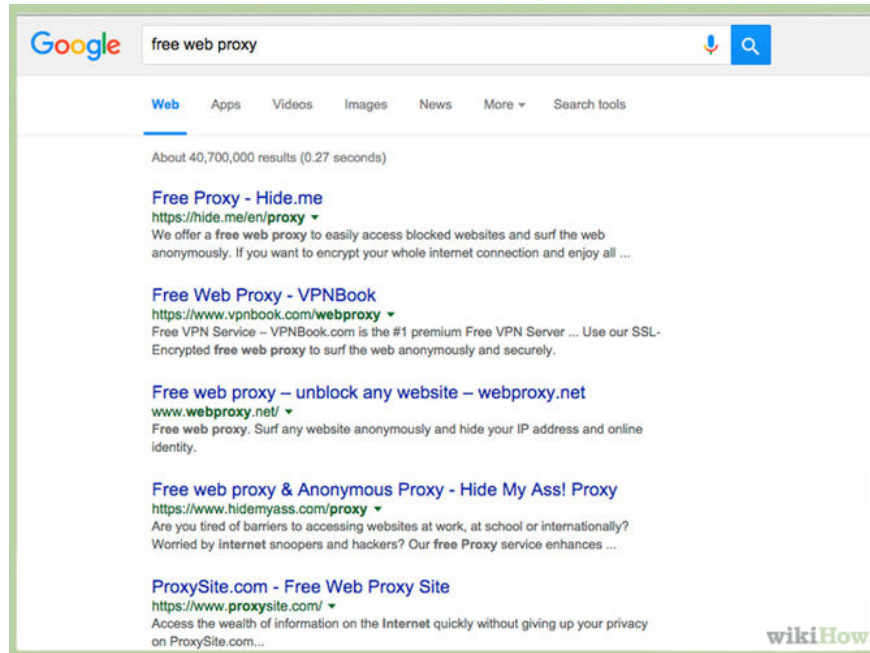 Google free web proxy
Web Apps Videos Images News More Search tools
About 40,700,000 results (0.27 seconds)
Free Proxy - Hide.me
https://hide.me/en/proxy
We offer a free web proxy to easily access blocked websites and surf the web
anonymously. If you want to encrypt your whole internet connection and enjoy all ...
Free Web Proxy - VPNBook
https://www.vpnbook.com/webproxy
Free VPN Service – VPNBook.com is the #1 premium Free VPN Server ... Use our SSL-
Encrypted free web proxy to surf the web anonymously and securely.
Free web proxy – unblock any website – webproxy.net
www.webproxy.net/
Free web proxy. Surf any website anonymously and hide your IP address and online
identity.
Free web proxy & Anonymous Proxy - Hide My Ass! Proxy
https://www.hidemyass.com/proxy
Are you tired of barriers to accessing websites at work, at school or internationally?
Worried by internet snoopers and hackers? Our free Proxy service enhances ...
ProxySite.com - Free Web Proxy Site
https://www.proxysite.com/
Access the wealth of information on the Internet quickly without giving up your privacy
on ProxySite.com...
wikiHow